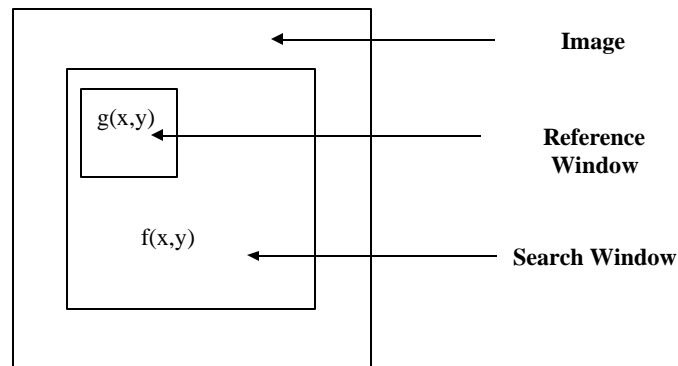 Image
g(x,y)
Reference
Window
f(x,y)
Search Window